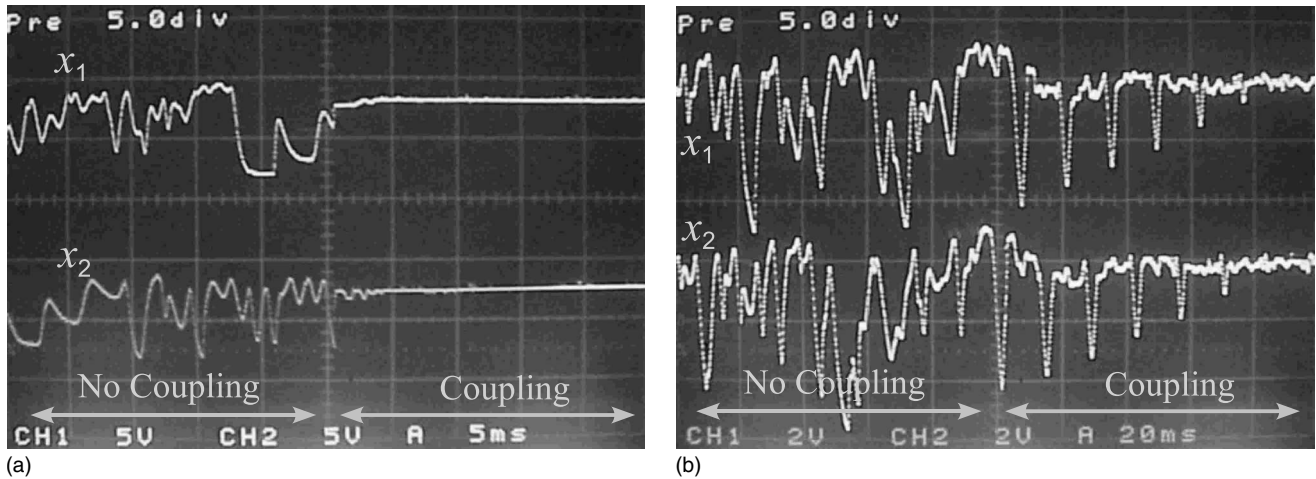 Pre 5.0div
x1
x2
No Coupling Coupling
CH1 5V CH2 5V A 5ms
(a)
Pre 5.0div
x1
x2
No Coupling Coupling
CH1 2V CH2 2V A 20ms
(b)